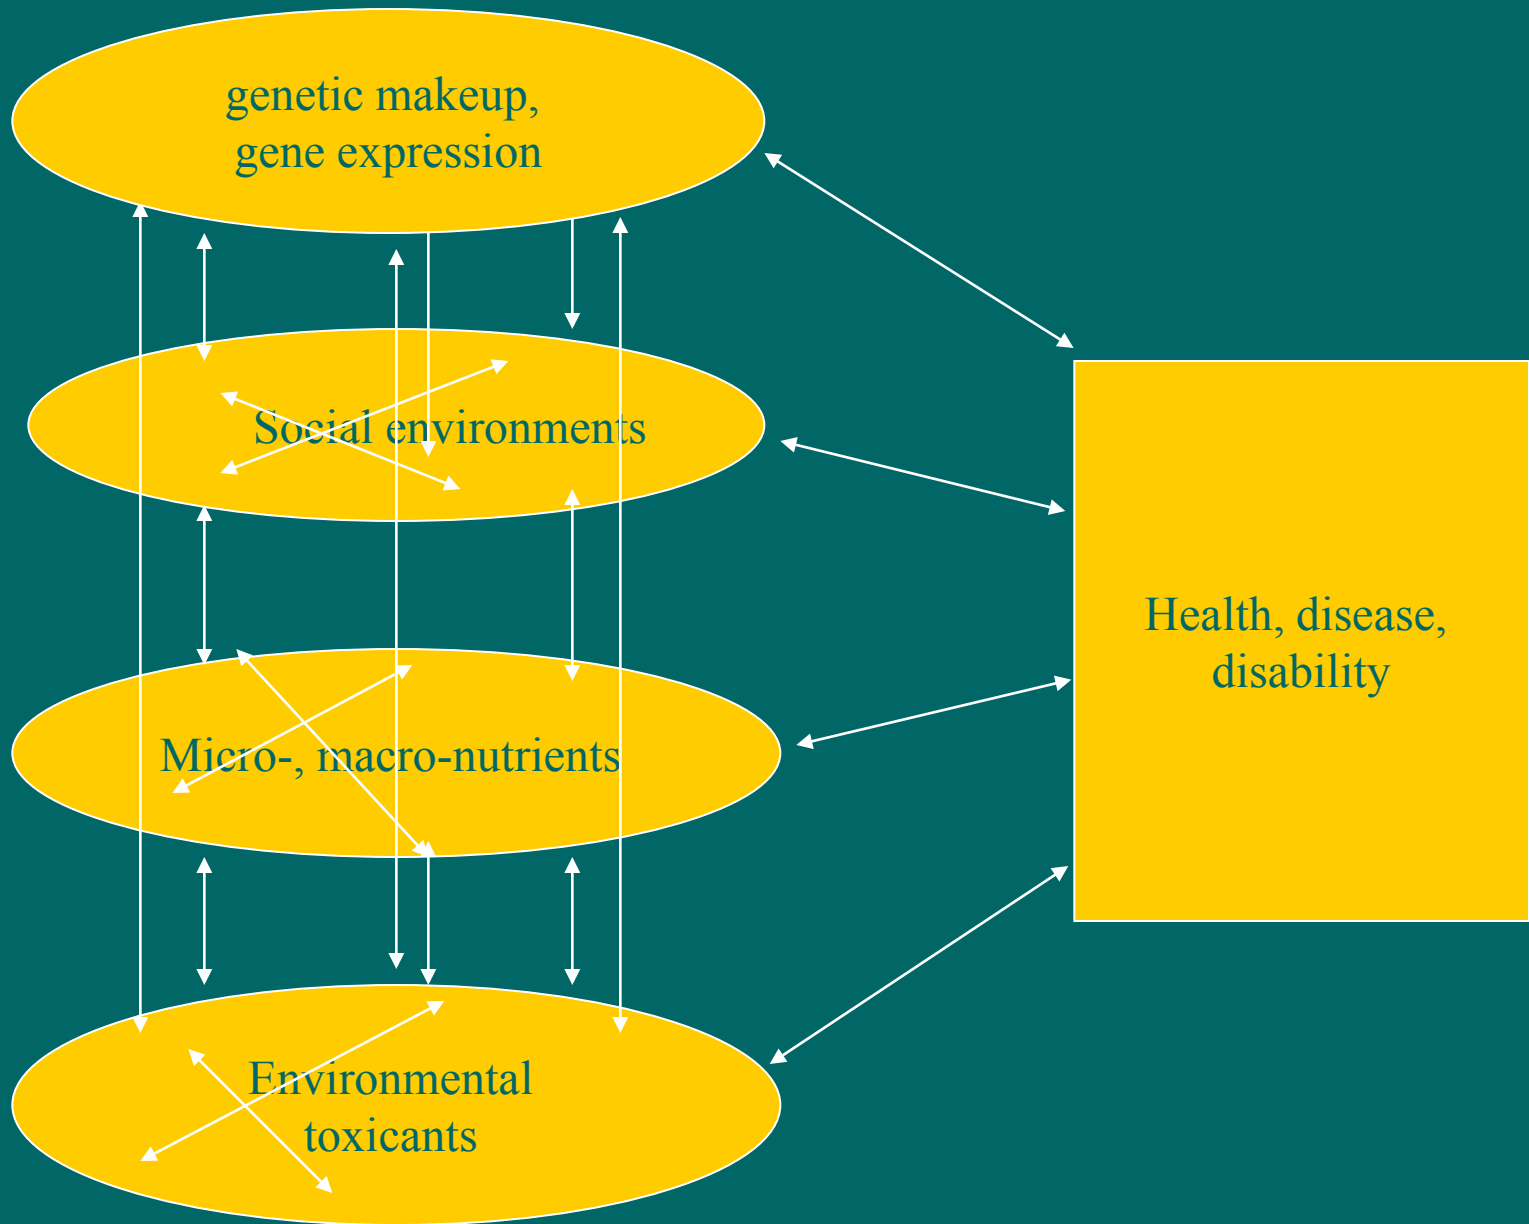 genetic makeup,
gene expression
Social environments
Health, disease,
disability
Micro-, macro-nutrients
Environmental
toxicants